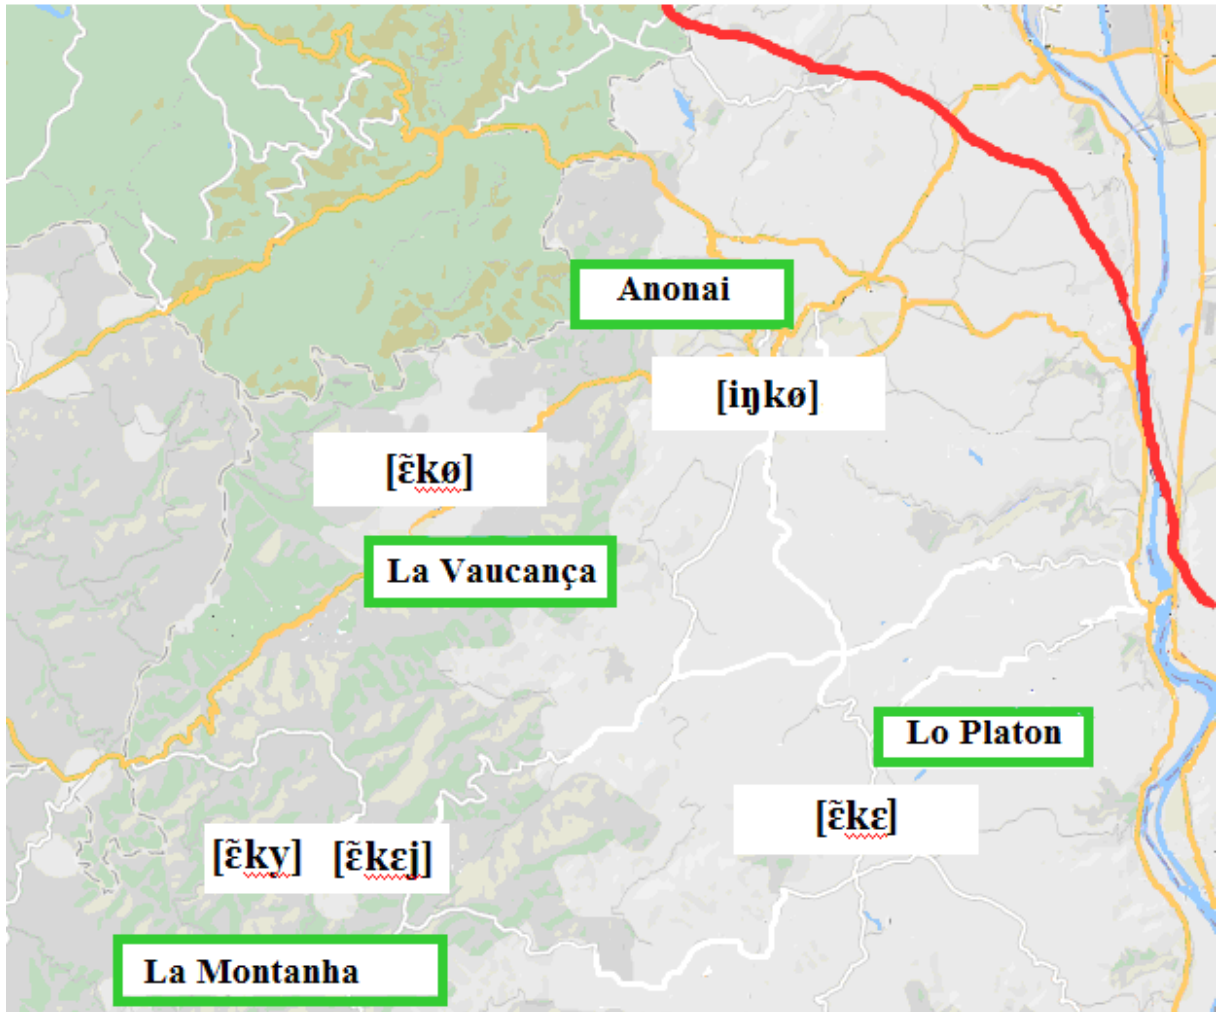 Anonai
[iŋkø]
[ɛ̃kø]
La Vaucança
Lo Platon
[ɛ̃kɛ]
[ɛ̃ky] [ɛ̃kɛj]
La Montanha